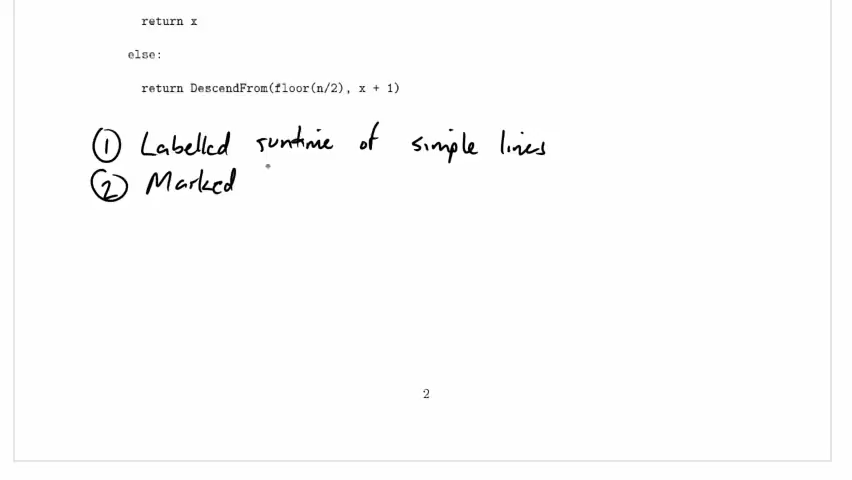 return x
else:
return DescendFrom(floor(n/2), x + 1)
① Labelled runtime of simple lines
② Marked
2